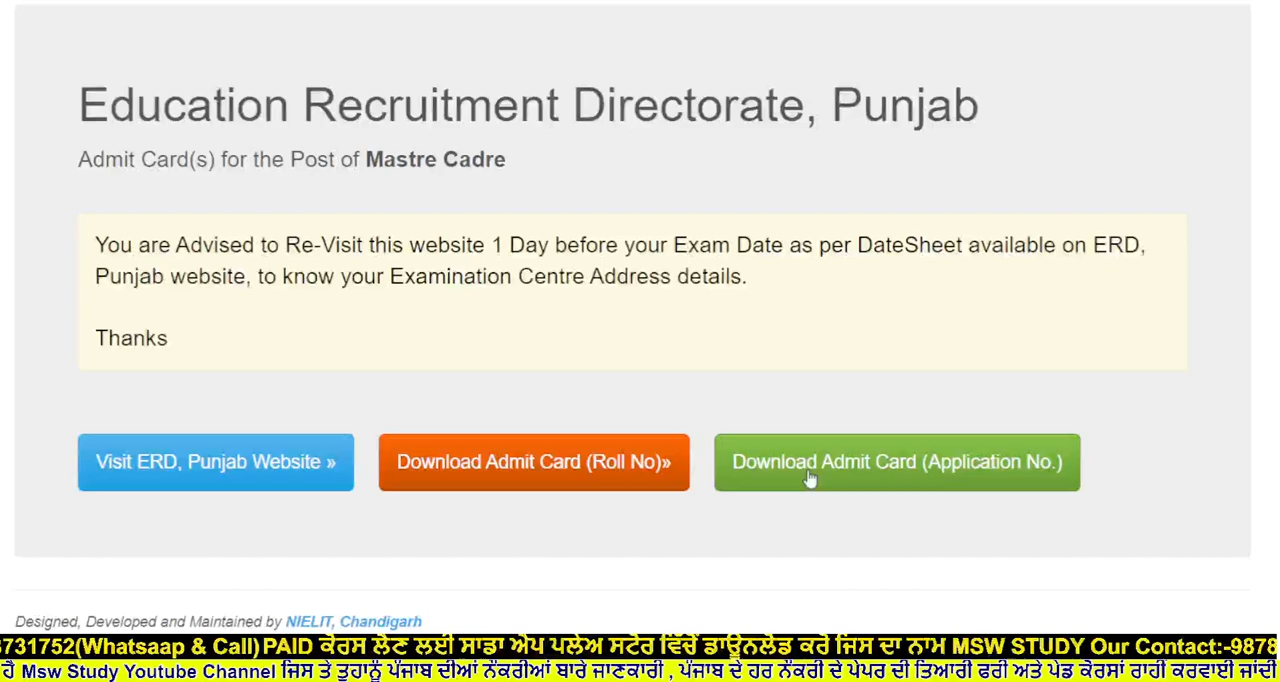 Education Recruitment Directorate, Punjab
Admit Card(s) for the Post of Mastre Cadre
You are Advised to Re-Visit this website 1 Day before your Exam Date as per DateSheet available on ERD,
Punjab website, to know your Examination Centre Address details.
Thanks
Visit ERD, Punjab Website » Download Admit Card (Roll No)» Download Admit Card (Application No.)
Designed, Developed and Maintained by NIELIT, Chandigarh
731752(Whatsaap & Call) PAID ਕੋਰਸ ਲੈਣ ਲਈ ਸਾਡਾ ਐਪ ਪਲੇਅ ਸਟੋਰ ਵਿੱਚੋਂ ਡਾਊਨਲੋਡ ਕਰੋ ਜਿਸ ਦਾ ਨਾਮ MSW STUDY Our Contact:-9878
ਹੈ Msw Study Youtube Channel ਜਿਸ ਤੇ ਤੁਹਾਨੂੰ ਪੰਜਾਬ ਦੀਆਂ ਨੌਕਰੀਆਂ ਬਾਰੇ ਜਾਣਕਾਰੀ , ਪੰਜਾਬ ਦੇ ਹਰ ਨੌਕਰੀ ਦੇ ਪੇਪਰ ਦੀ ਤਿਆਰੀ ਫਰੀ ਅਤੇ ਪੇਡ ਕੋਰਸਾਂ ਰਾਹੀ ਕਰਵਾਈ ਜਾਂਦੀ